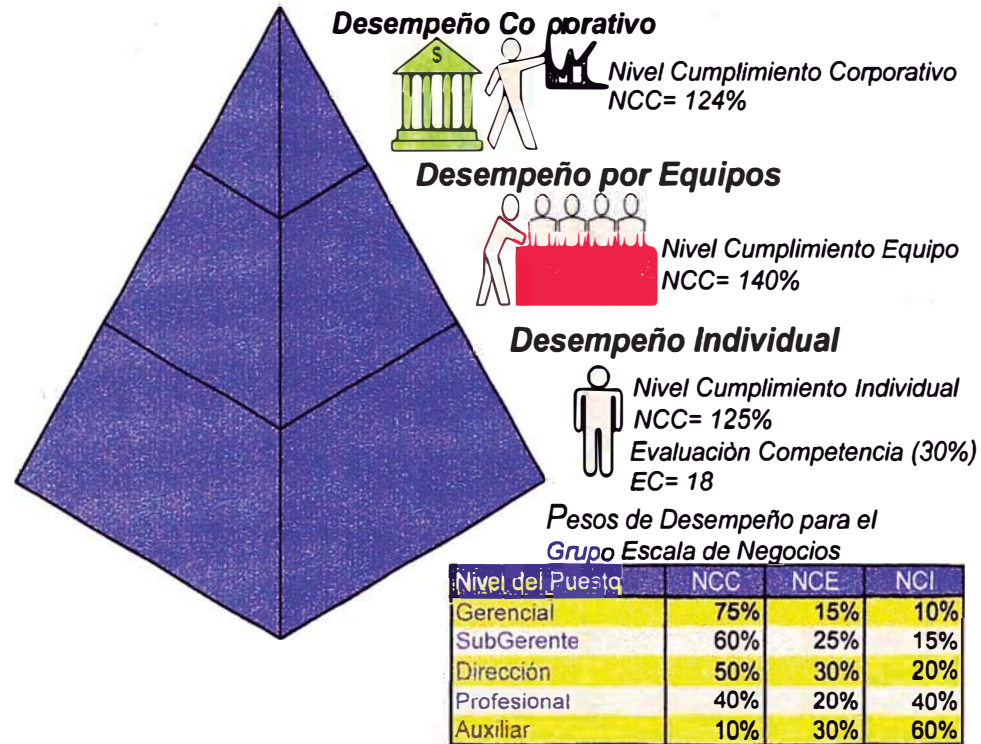 Desempeño Co porativo
S
Nivel Cumplimiento Corporativo
NCC= 124%
Desempeño por Equipos
Nivel Cumplimiento Equipo
NCC= 140%
Desempeño Individual
Nivel Cumplimiento Individual
NCC= 125%
Evaluación Competencia (30%)
EC= 18
Pesos de Desempeño para el
Grupo Escala de Negocios
Nivel del Puesto NCC NCE NCI
Gerencial 75% 15% 10%
SubGerente 60% 25% 15%
Dirección 50% 30% 20%
Profesional 40% 20% 40%
Auxiliar 10% 30% 60%